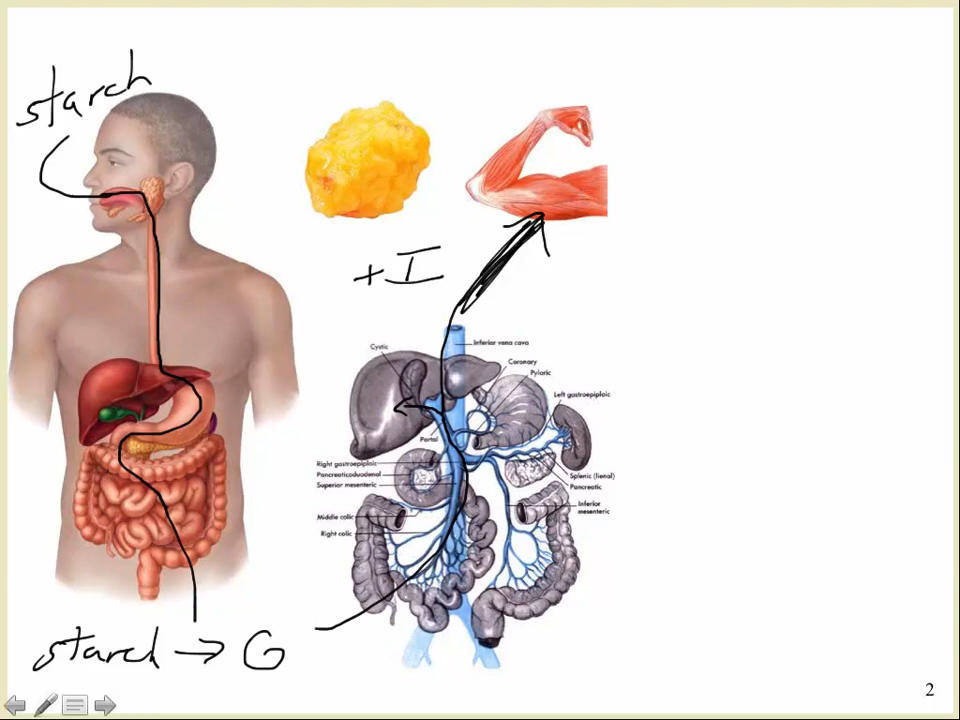 starch
+I
Cystic
Inferior vena cava
Coronary
Pyloric
Left gastroepiploic
Portal
Right gastroepiploic
Pancreaticoduodenal
Superior mesenteric
Splenic (lienal)
Pancreatic
Inferior
mesenteric
Middle colic
Right colic
starch → G
2